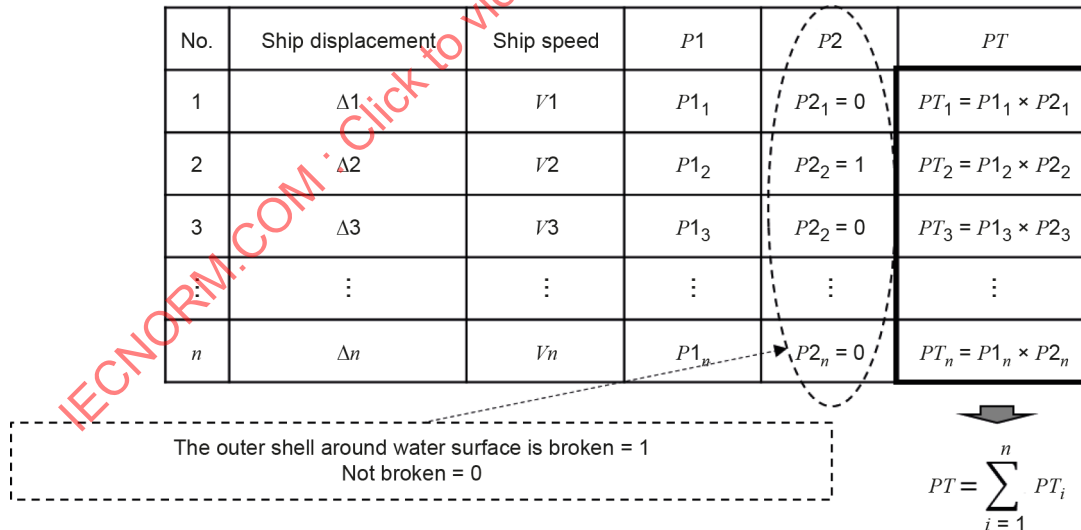 No. Ship displacement Ship speed P1 P2 PT
1 Δ1 V1 P1₁ P2₁ = 0 PT₁ = P1₁ × P2₁
2 Δ2 V2 P1₂ P2₂ = 1 PT₂ = P1₂ × P2₂
3 Δ3 V3 P1₃ P2₂ = 0 PT₃ = P1₃ × P2₃
⋮ ⋮ ⋮ ⋮ ⋮ ⋮
n Δn Vn P1ₙ P2ₙ = 0 PTₙ = P1ₙ × P2ₙ
IECNORM.COM : Click to vie
The outer shell around water surface is broken = 1
Not broken = 0
n
PT = ∑ PTᵢ
i = 1